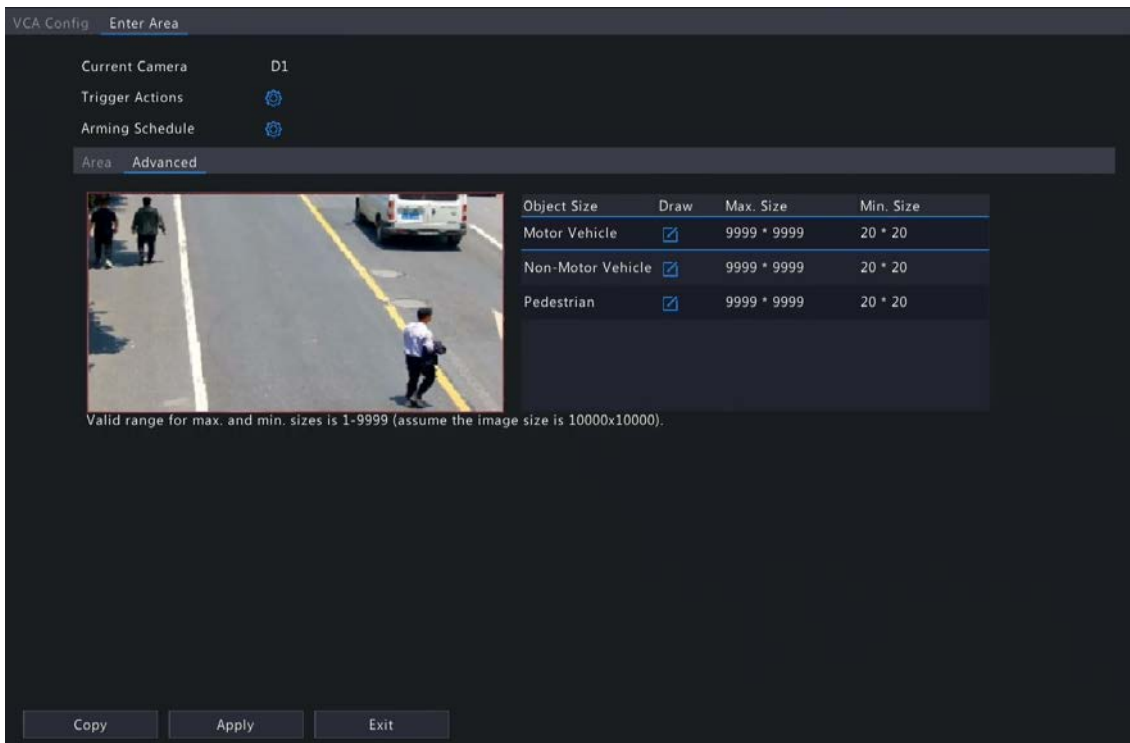 VCA Config Enter Area
Current Camera D1
Trigger Actions
Arming Schedule
Area Advanced
Object Size Draw Max. Size Min. Size
Motor Vehicle 9999 * 9999 20 * 20
Non-Motor Vehicle 9999 * 9999 20 * 20
Pedestrian 9999 * 9999 20 * 20
Valid range for max. and min. sizes is 1-9999 (assume the image size is 10000x10000).
Copy Apply Exit